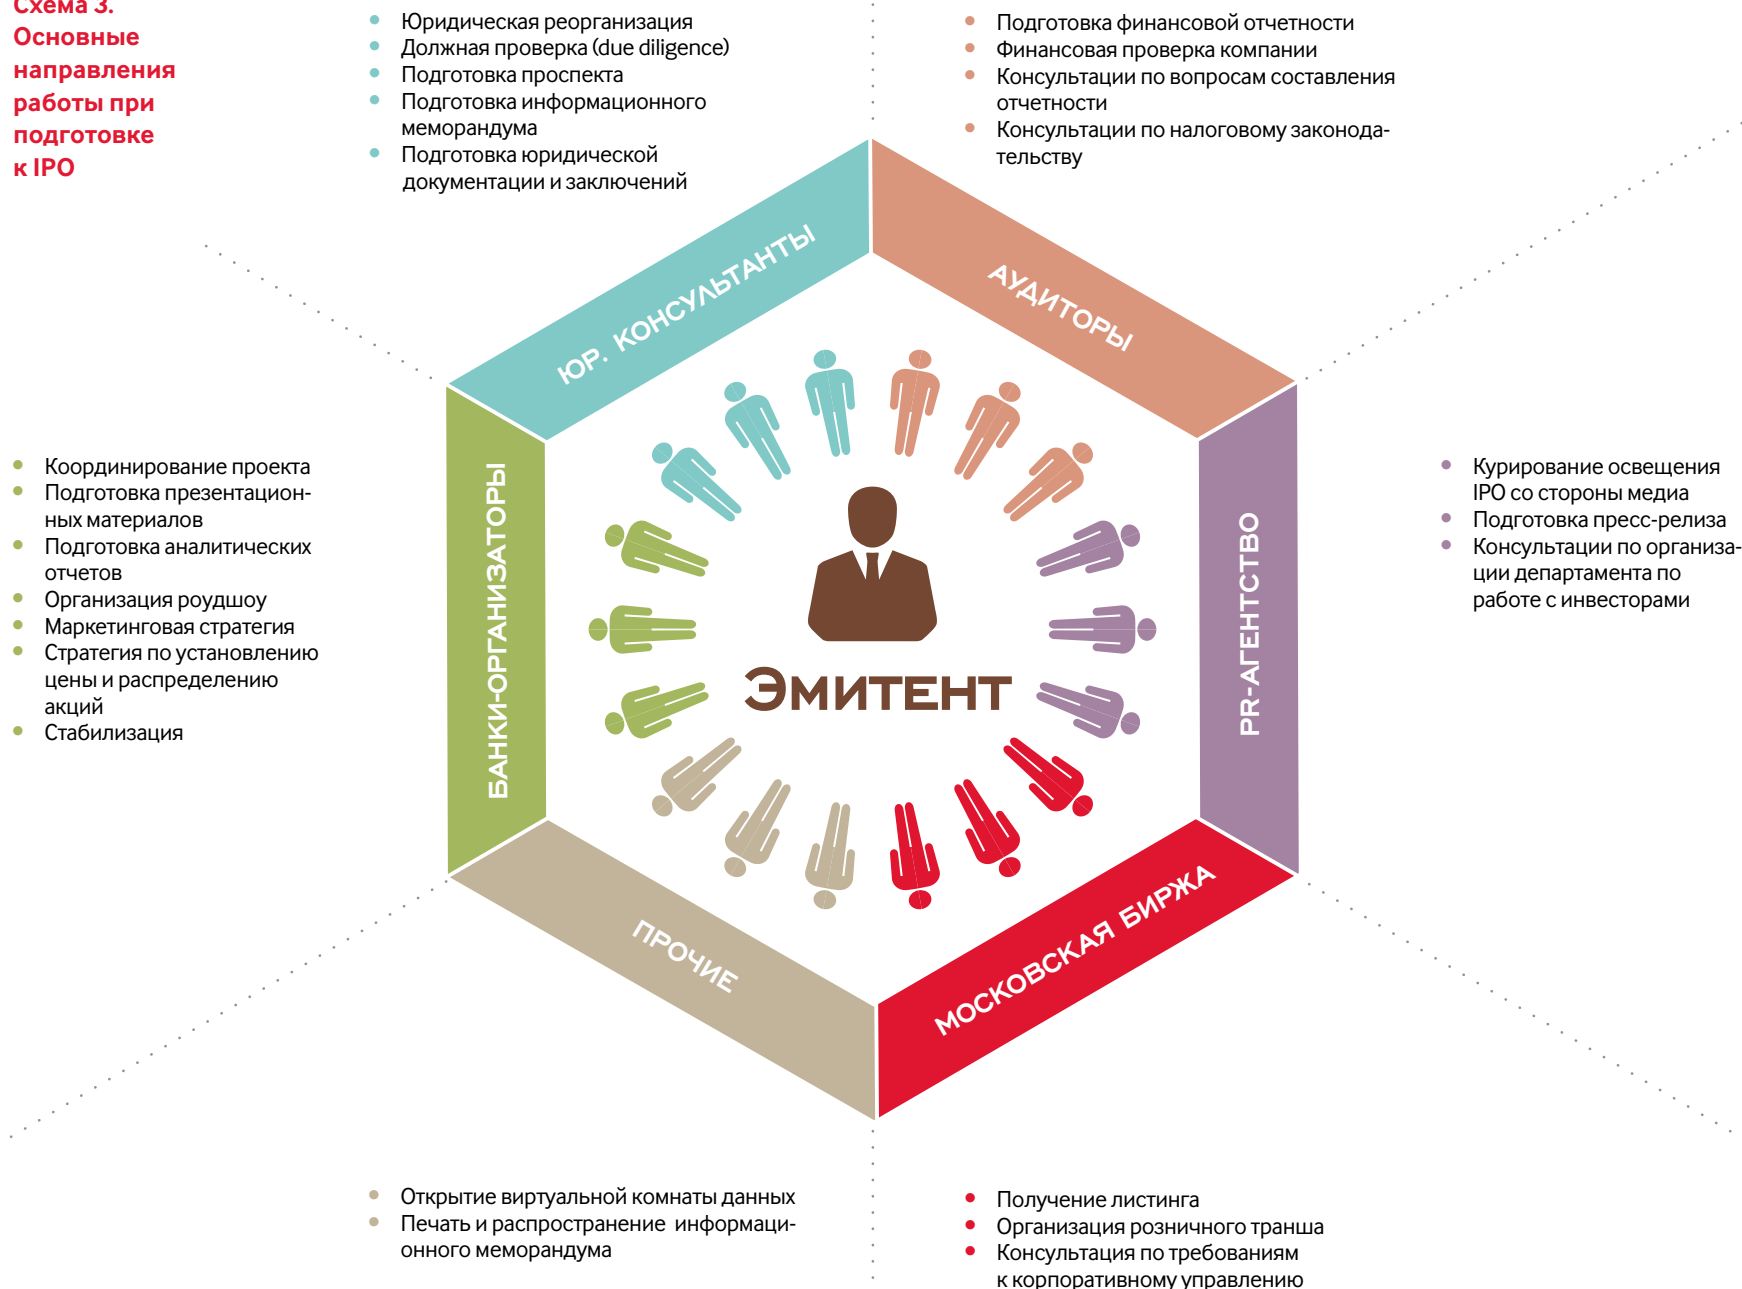 Схема 3.
Основные
направления
работы при
подготовке
к IPO
Юридическая реорганизация
Должная проверка (due diligence)
Подготовка проспекта
Подготовка информационного
меморандума
Подготовка юридической
документации и заключений
Подготовка финансовой отчетности
Финансовая проверка компании
Консультации по вопросам составления
отчетности
Консультации по налоговому законода-
тельству
ЮР. КОНСУЛЬТАНТЫ
АУДИТОРЫ
Координирование проекта
Подготовка презентацион-
ных материалов
Подготовка аналитических
отчетов
Организация роудшоу
Маркетинговая стратегия
Стратегия по установлению
цены и распределению
акций
Стабилизация
БАНКИ-ОРГАНИЗАТОРЫ
ЭМИТЕНТ
PR-АГЕНТСТВО
Курирование освещения
IPO со стороны медиа
Подготовка пресс-релиза
Консультации по организа-
ции департамента по
работе с инвесторами
ПРОЧИЕ
МОСКОВСКАЯ БИРЖА
Открытие виртуальной комнаты данных
Печать и распространение информаци-
онного меморандума
Получение листинга
Организация розничного транша
Консультация по требованиям
к корпоративному управлению